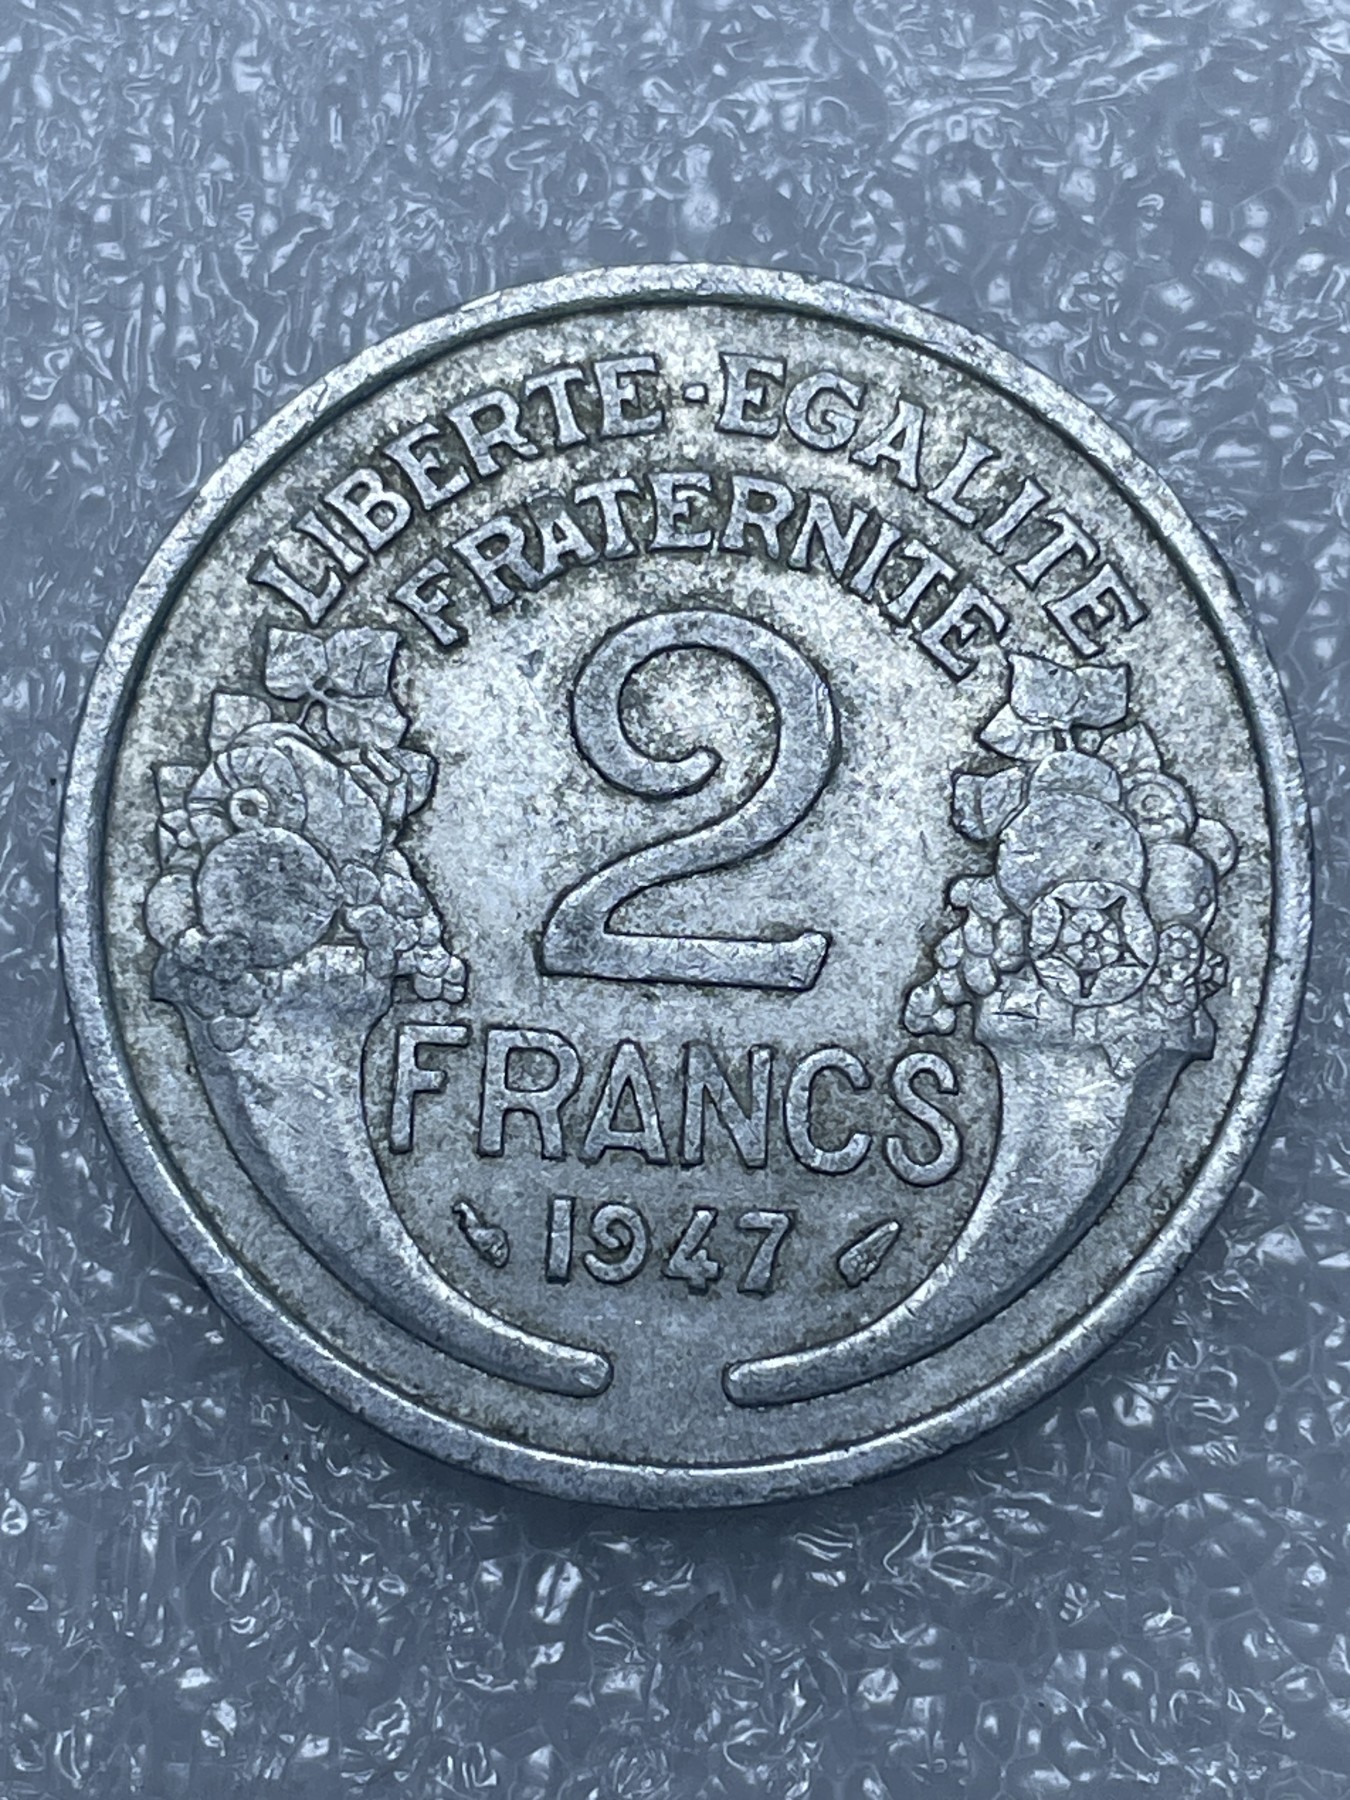 LIBERTE·EGALITE
FRATERNITE
2
FRANCS
1947